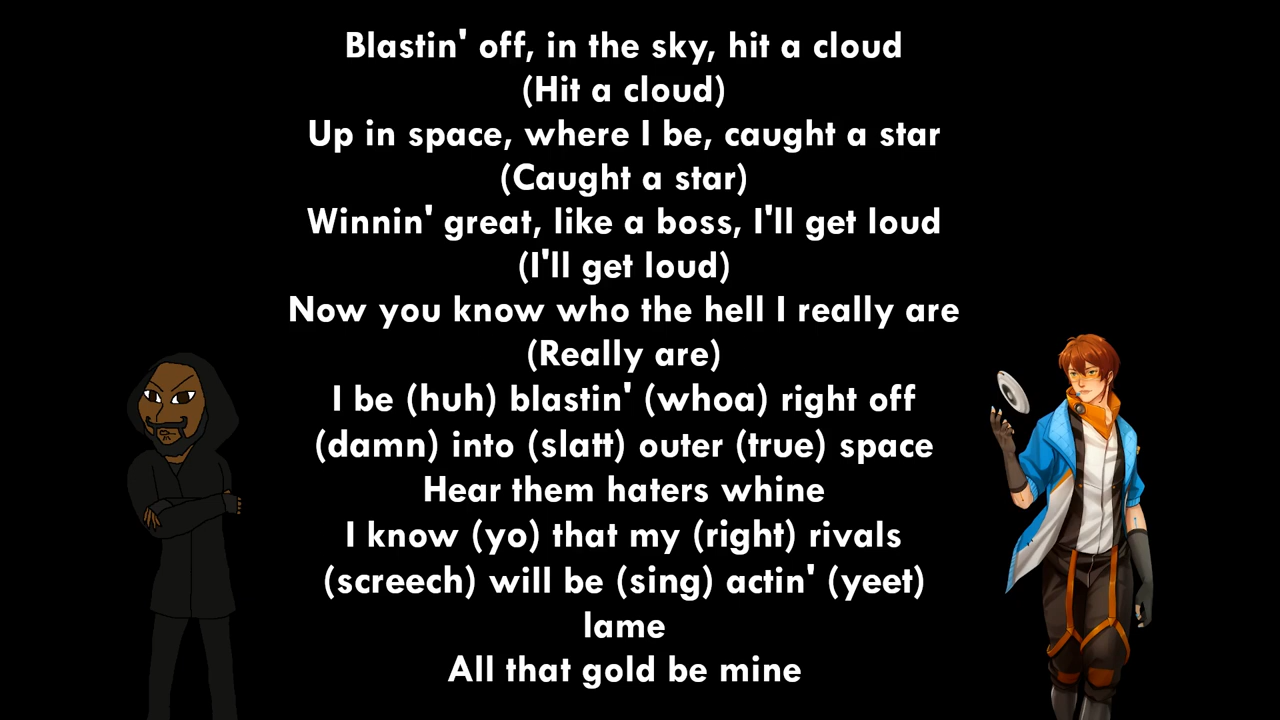 Blastin' off, in the sky, hit a cloud
(Hit a cloud)
Up in space, where I be, caught a star
(Caught a star)
Winnin' great, like a boss, I'll get loud
(I'll get loud)
Now you know who the hell I really are
(Really are)
I be (huh) blastin' (whoa) right off
(damn) into (slatt) outer (true) space
Hear them haters whine
I know (yo) that my (right) rivals
(screech) will be (sing) actin' (yeet)
lame
All that gold be mine